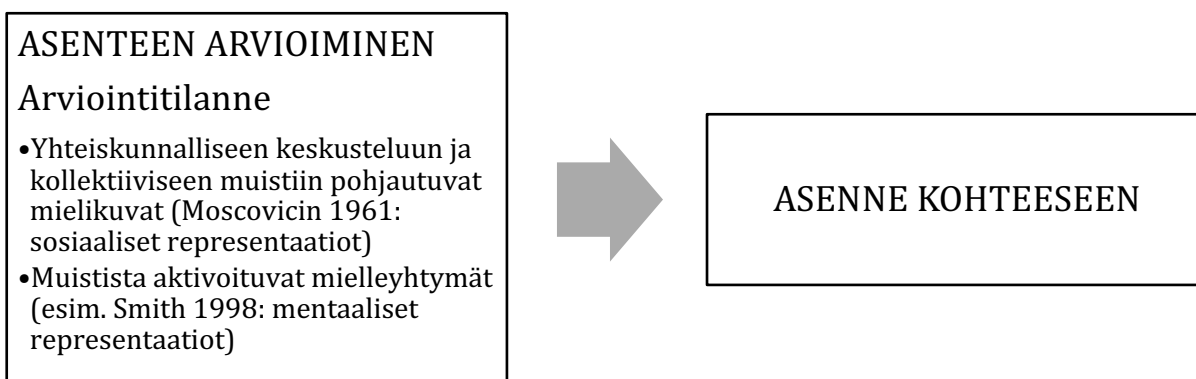 ASENTEEN ARVIOIMINEN
Arviointitilanne
•Yhteiskunnalliseen keskusteluun ja
kollektiiviseen muistiin pohjautuvat
mielikuvat (Moscovicin 1961:
sosiaaliset representaatiot)
•Muistista aktivoituvat mielleyhtymät
(esim. Smith 1998: mentaaliset
representaatiot)
ASENNE KOHTEESEEN